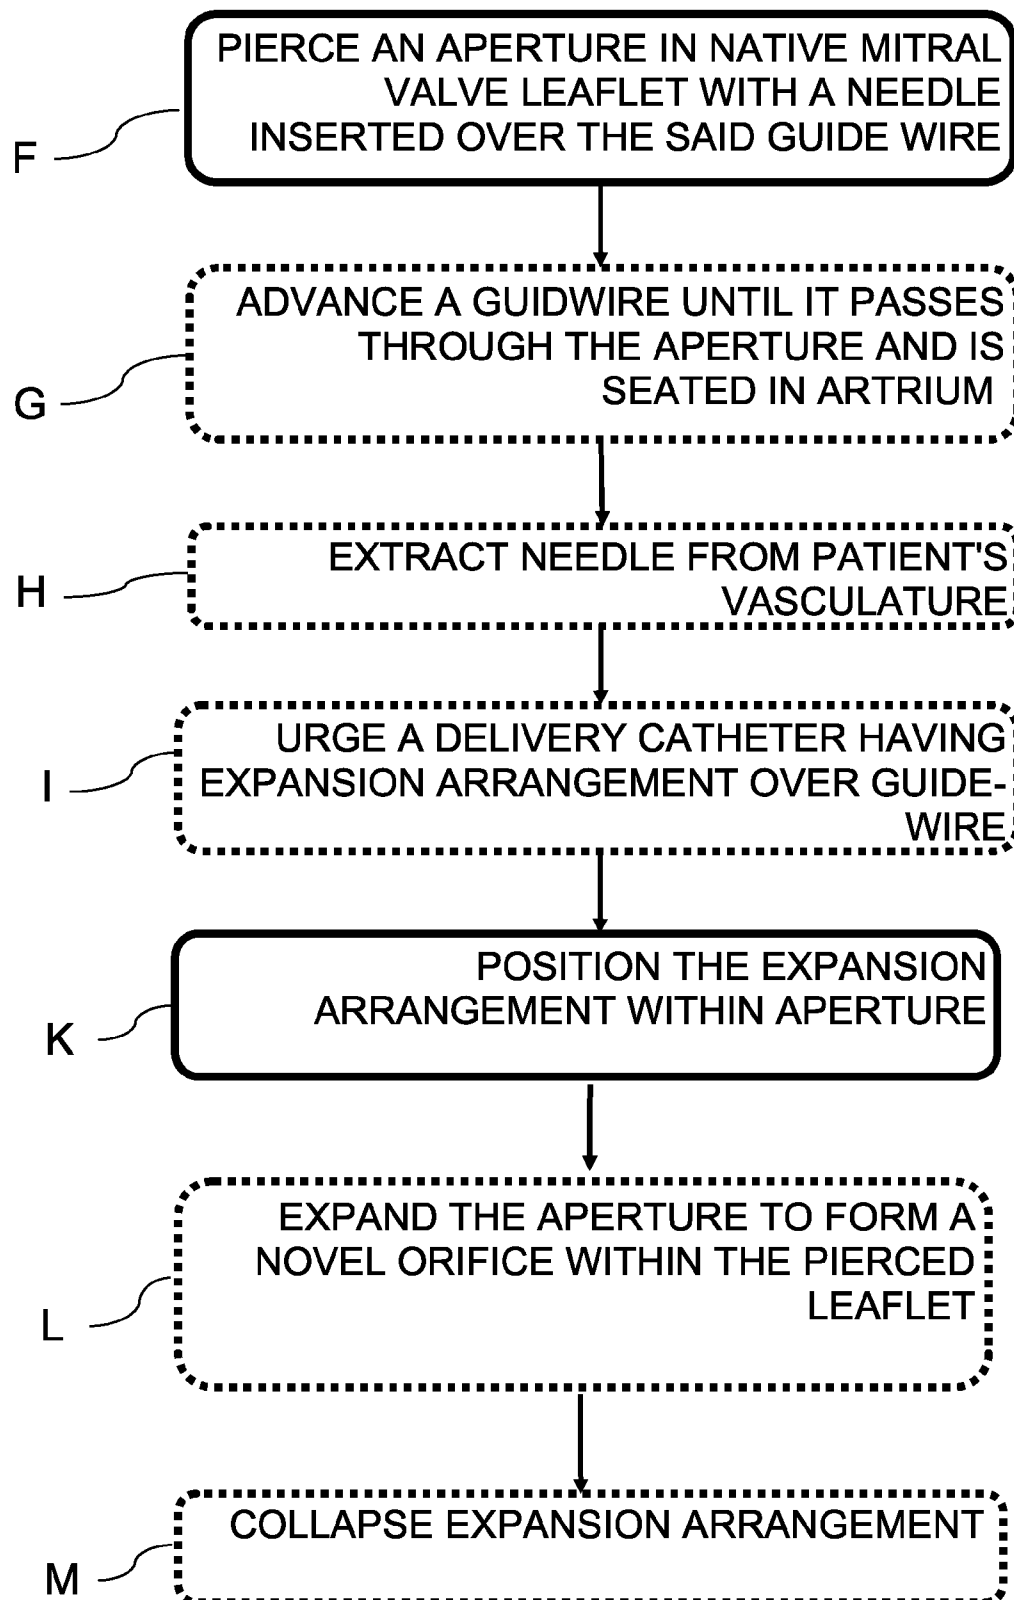 PIERCE AN APERTURE IN NATIVE MITRAL
VALVE LEAFLET WITH A NEEDLE
INSERTED OVER THE SAID GUIDE WIRE
F
ADVANCE A GUIDWIRE UNTIL IT PASSES
THROUGH THE APERTURE AND IS
SEATED IN ARTRIUM
G
EXTRACT NEEDLE FROM PATIENT'S
VASCULATURE
H
URGE A DELIVERY CATHETER HAVING
EXPANSION ARRANGEMENT OVER GUIDE-
WIRE
I
POSITION THE EXPANSION
ARRANGEMENT WITHIN APERTURE
K
EXPAND THE APERTURE TO FORM A
NOVEL ORIFICE WITHIN THE PIERCED
LEAFLET
L
COLLAPSE EXPANSION ARRANGEMENT
M